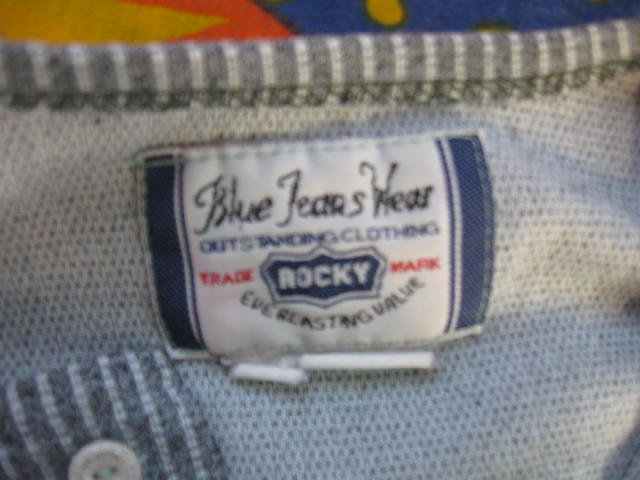 Blue Jeans Wear
OUTSTANDING CLOTHING
TRADE ROCKY MARK
EVERLASTING VALUE